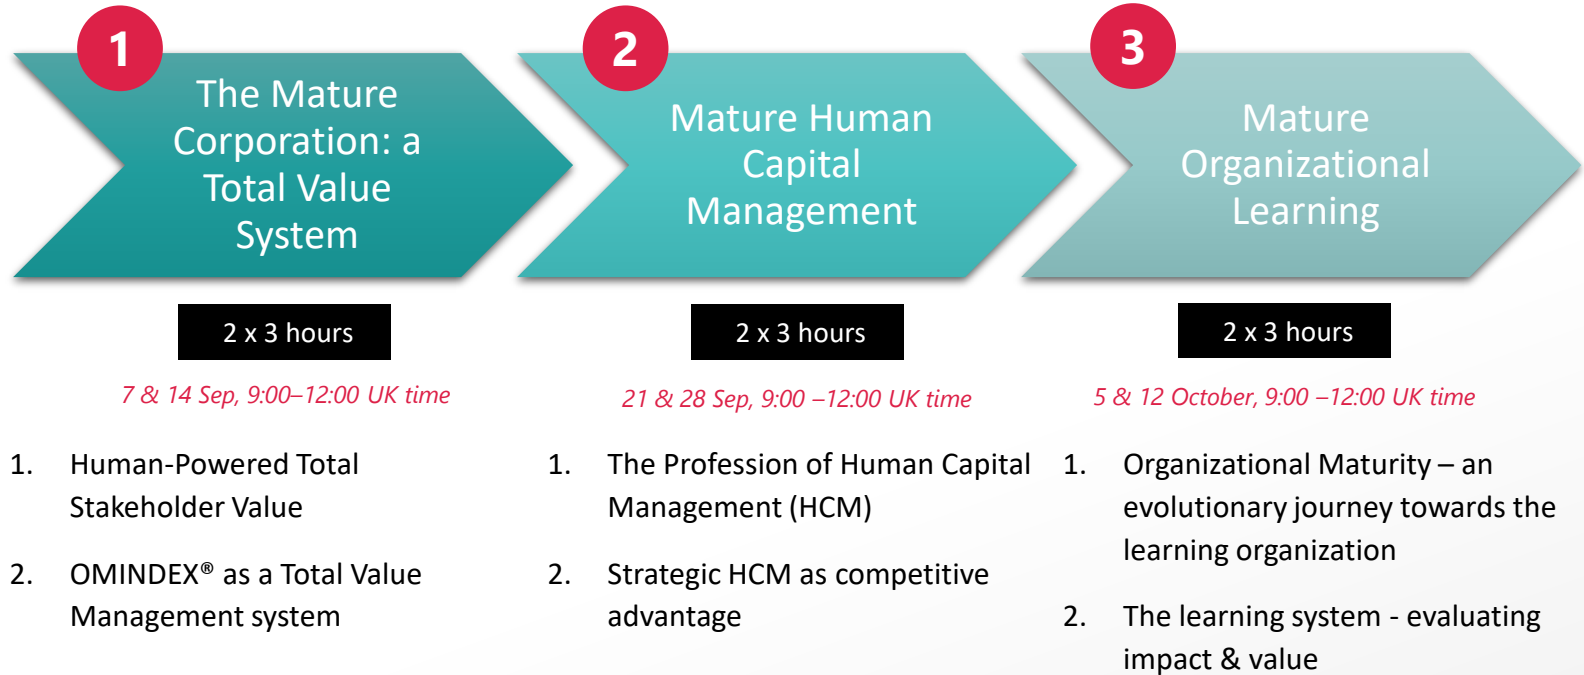 1
The Mature
Corporation: a
Total Value
System
2 x 3 hours
7 & 14 Sep, 9:00–12:00 UK time
1. Human-Powered Total
Stakeholder Value
2. OMINDEX® as a Total Value
Management system
2
Mature Human
Capital
Management
2 x 3 hours
21 & 28 Sep, 9:00 –12:00 UK time
1. The Profession of Human Capital
Management (HCM)
2. Strategic HCM as competitive
advantage
3
Mature
Organizational
Learning
2 x 3 hours
5 & 12 October, 9:00 –12:00 UK time
1. Organizational Maturity – an
evolutionary journey towards the
learning organization
2. The learning system - evaluating
impact & value